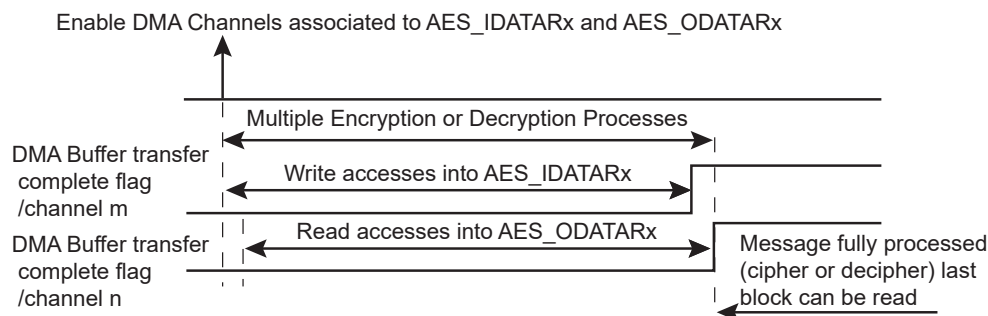 Enable DMA Channels associated to AES_IDATARx and AES_ODATARx
Multiple Encryption or Decryption Processes
DMA Buffer transfer
complete flag
/channel m
Write accesses into AES_IDATARx
DMA Buffer transfer
complete flag
/channel n
Read accesses into AES_ODATARx
Message fully processed
(cipher or decipher) last
block can be read